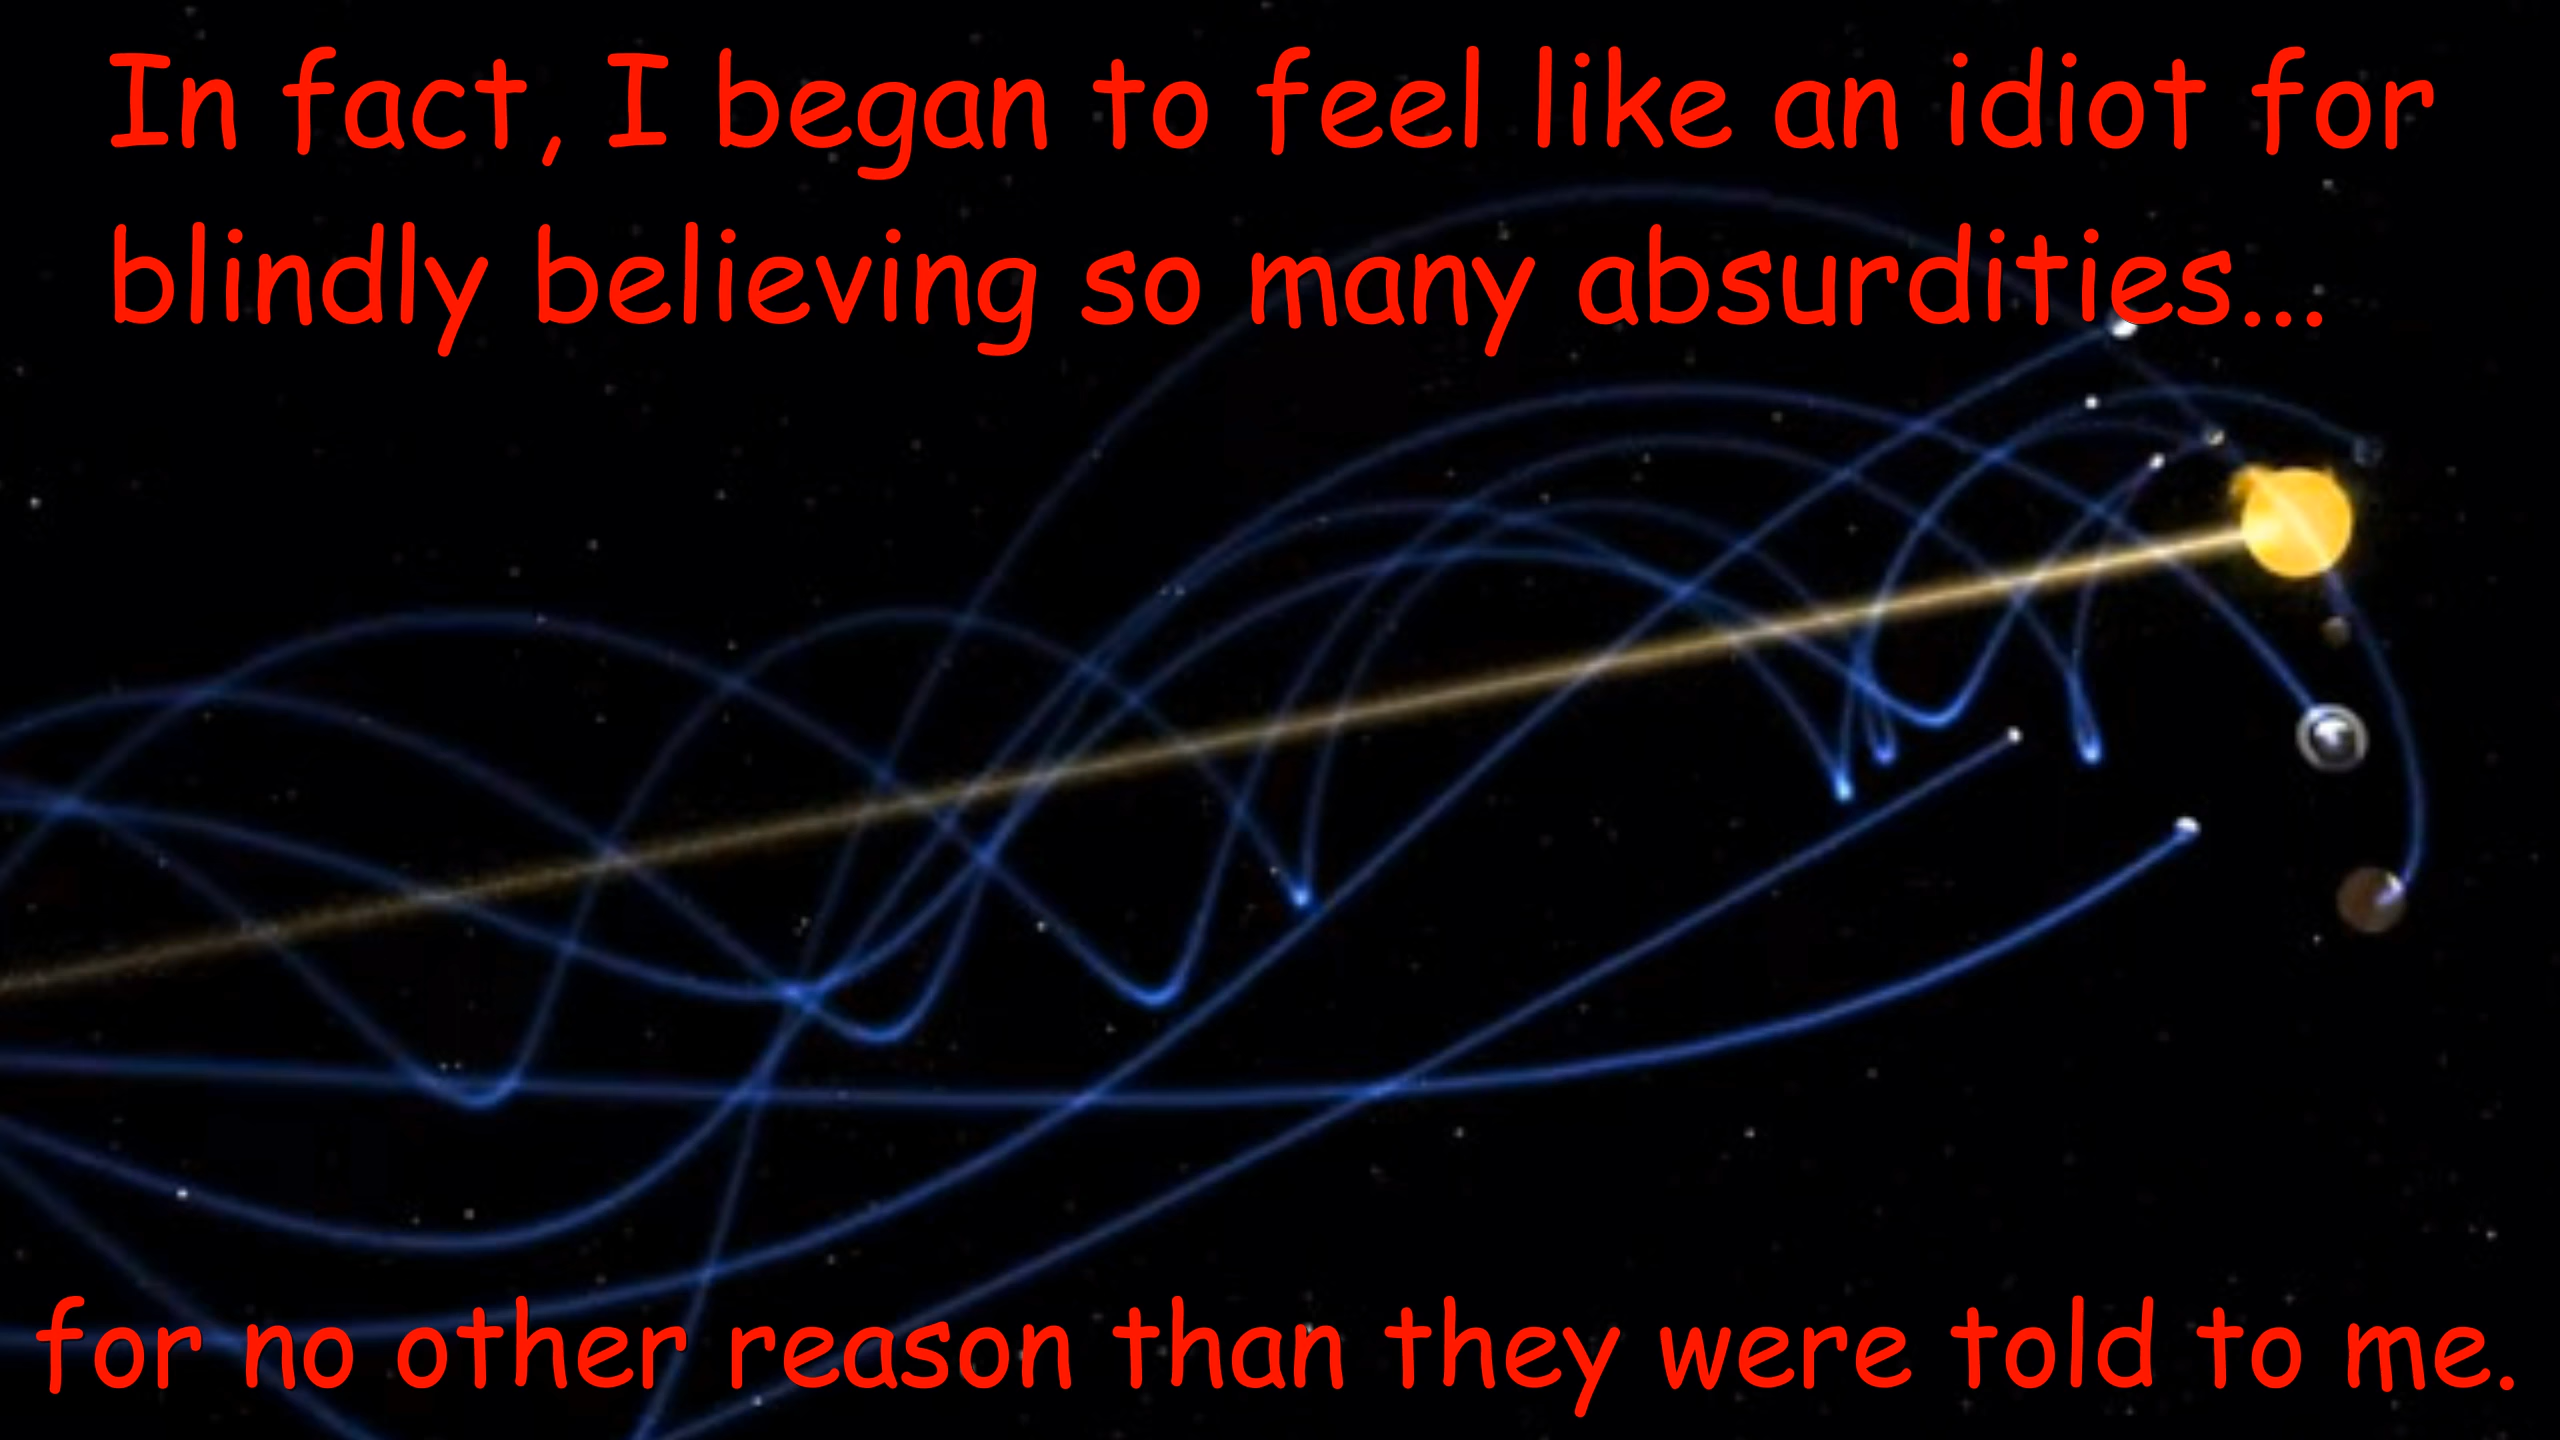 In fact, I began to feel like an idiot for
blindly believing so many absurdities...
for no other reason than they were told to me.